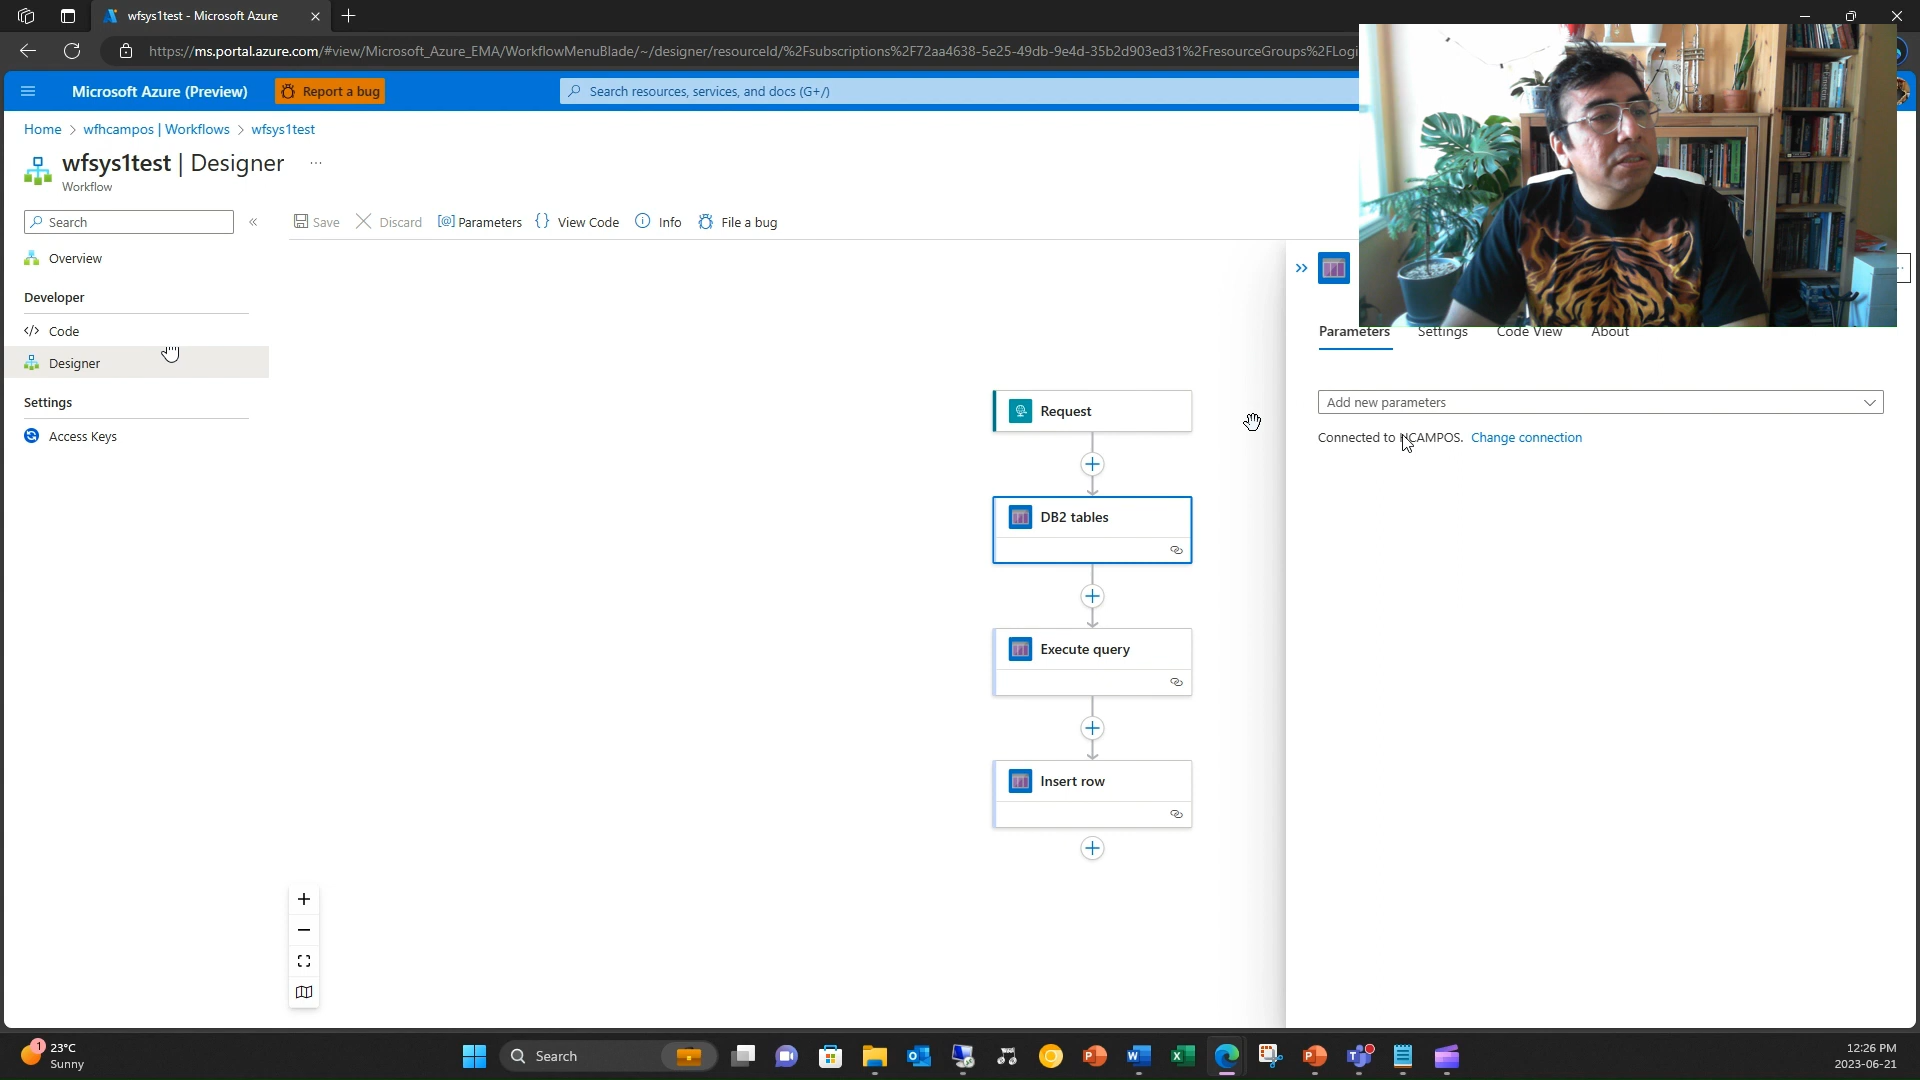 wfsys1test - Microsoft Azure
https://ms.portal.azure.com/#view/Microsoft_Azure_EMA/WorkflowMenuBlade/~/designer/resourceId/%2Fsubscriptions%2F72aa4638-5e25-49db-9e4d-35b2d903ed31%2FresourceGroups%2FLogi
Microsoft Azure (Preview)
Report a bug
Search resources, services, and docs (G+/)
Home > wfhcampos | Workflows > wfsys1test
wfsys1test | Designer ...
Workflow
Search
Save
Discard
Parameters
View Code
Info
File a bug
Overview
Developer
Code
Designer
Settings
Access Keys
Request
DB2 tables
Execute query
Insert row
Parameters
Settings
Code View
About
Add new parameters
Connected to HCAMPOS. Change connection
1
23°C
Sunny
Search
12:26 PM
2023-06-21